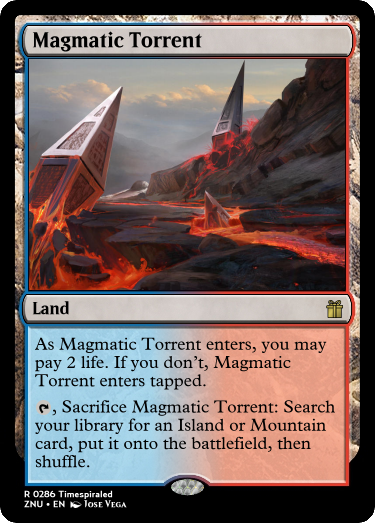 Magmatic Torrent
Land
As Magmatic Torrent enters, you may
pay 2 life. If you don't, Magmatic
Torrent enters tapped.
, Sacrifice Magmatic Torrent: Search
your library for an Island or Mountain
card, put it onto the battlefield, then
shuffle.
R 0286 Timespiraled
ZNU • EN Jose Vega